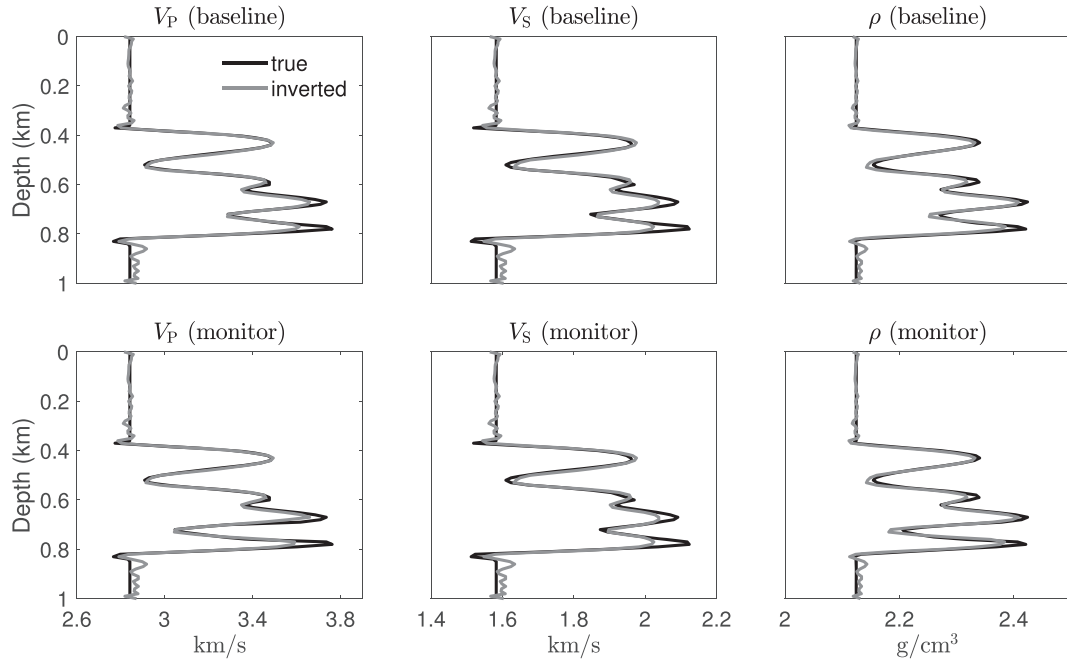 V_P (baseline) V_S (baseline) ρ (baseline)
0
0.2
0.4
0.6
0.8
1
Depth (km)
true
inverted
V_P (monitor) V_S (monitor) ρ (monitor)
0
0.2
0.4
0.6
0.8
1
Depth (km)
2.6 3 3.4 3.8 1.4 1.6 1.8 2 2.2 2 2.2 2.4
km/s km/s g/cm³